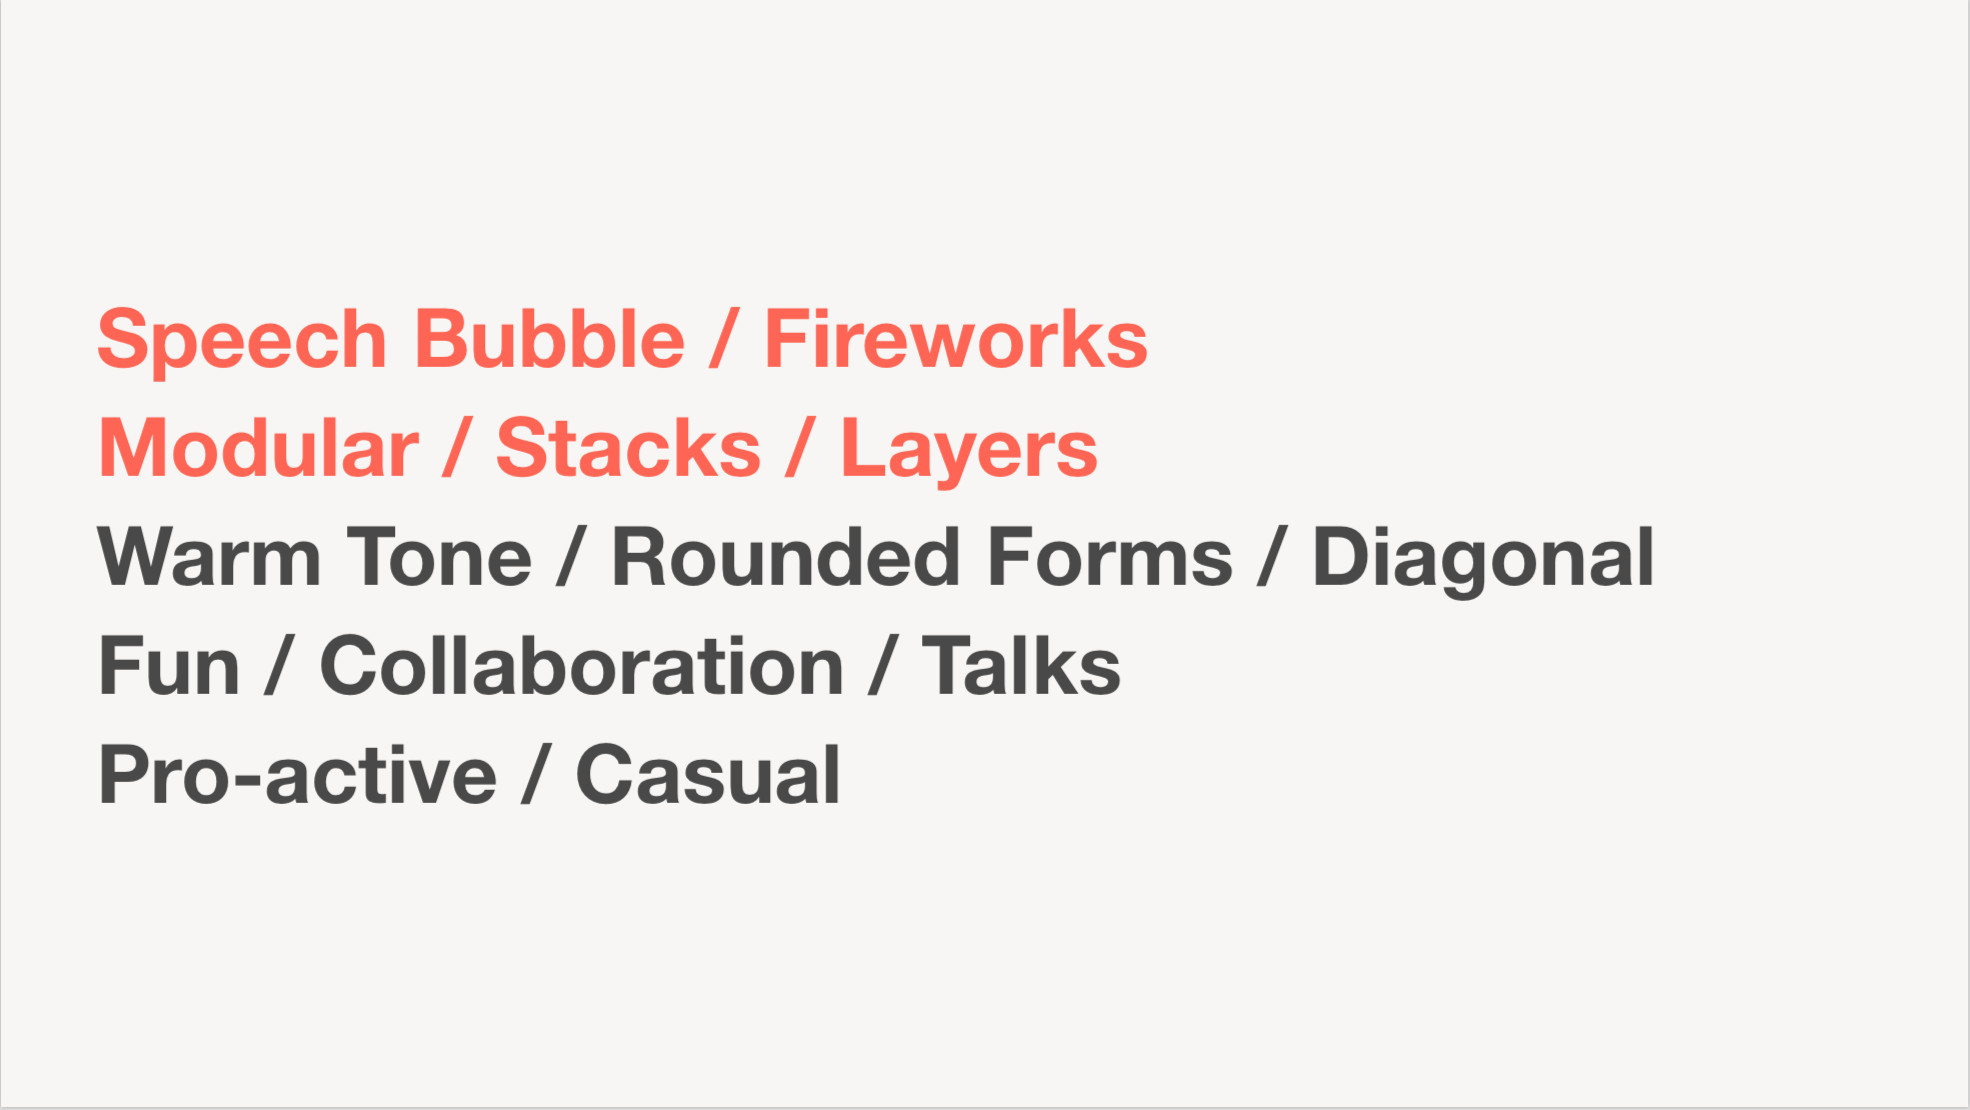 Speech Bubble / Fireworks
Modular / Stacks / Layers
Warm Tone / Rounded Forms / Diagonal
Fun / Collaboration / Talks
Pro-active / Casual